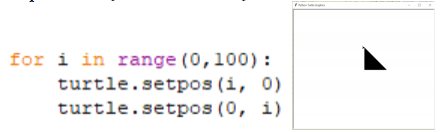 for i in range(0,100):
    turtle.setpos(i, 0)
    turtle.setpos(0, i)